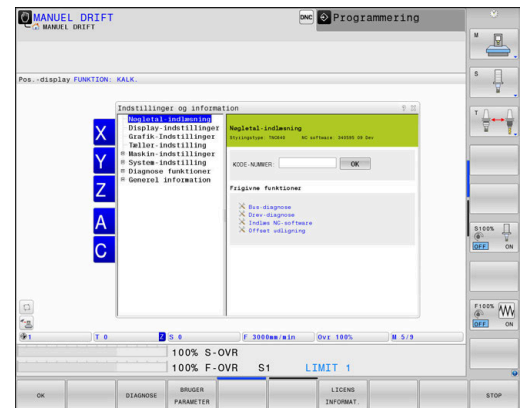 MANUEL DRIFT
MANUEL DRIFT
DNC
Programmering
Pos.-display FUNKTION: KALK.
Indstillinger og information
Nøgletal-indlæsning
Display-indstillinger
Grafik-Indstillinger
Tæller-indstilling
Maskin-indstillinger
System-indstilling
Diagnose funktioner
Generel information
Nøgletal-indlæsning
Styringstype: TNC640
KODE-NUMMER:
OK
Frigivne funktioner
Bus-diagnose
Drev-diagnose
Indlæs NC-software
Offset udligning
X
Y
Z
A
C
M
S
T
S100%
OFF ON
F100%
OFF ON
1 T 0 Z S 0 F 3000mm/min Ovr 100% M 5/9
100% S-OVR
100% F-OVR S1 LIMIT 1
OK
DIAGNOSE
BRUGER
PARAMETER
LICENS
INFORMAT.
STOP